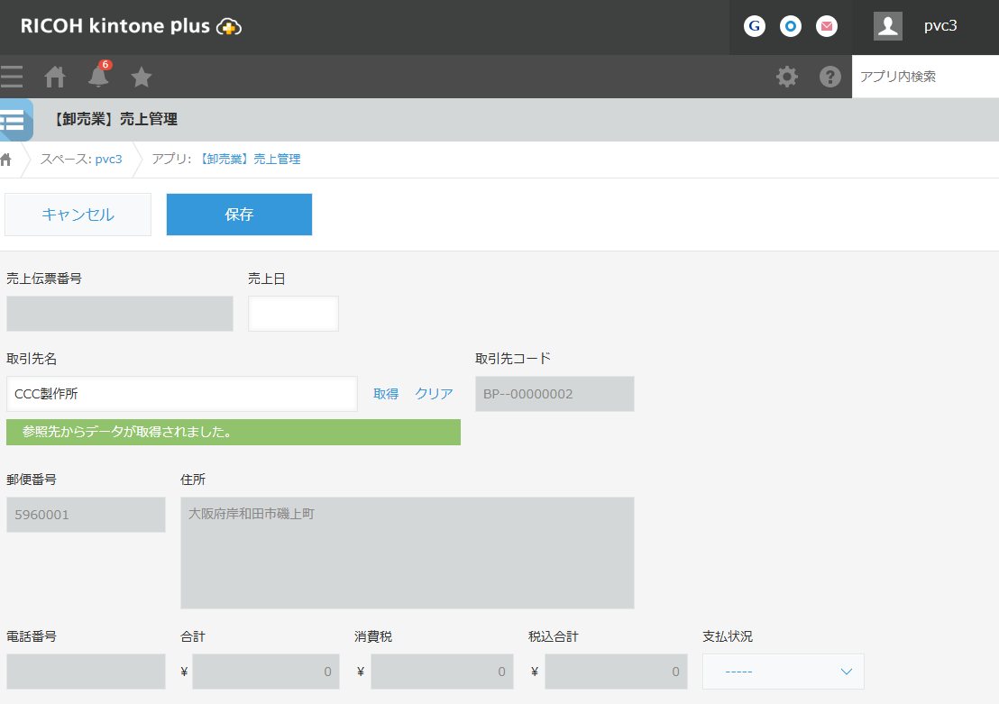 RICOH kintone plus
G
pvc3
6
?
アプリ内検索
【卸売業】売上管理
スペース: pvc3
アプリ: 【卸売業】売上管理
キャンセル
保存
売上伝票番号
売上日
取引先名
取引先コード
CCC製作所
取得
クリア
BP--00000002
参照先からデータが取得されました。
郵便番号
住所
5960001
大阪府岸和田市磯上町
電話番号
合計
消費税
税込合計
支払状況
¥ 0
¥ 0
¥ 0
-----